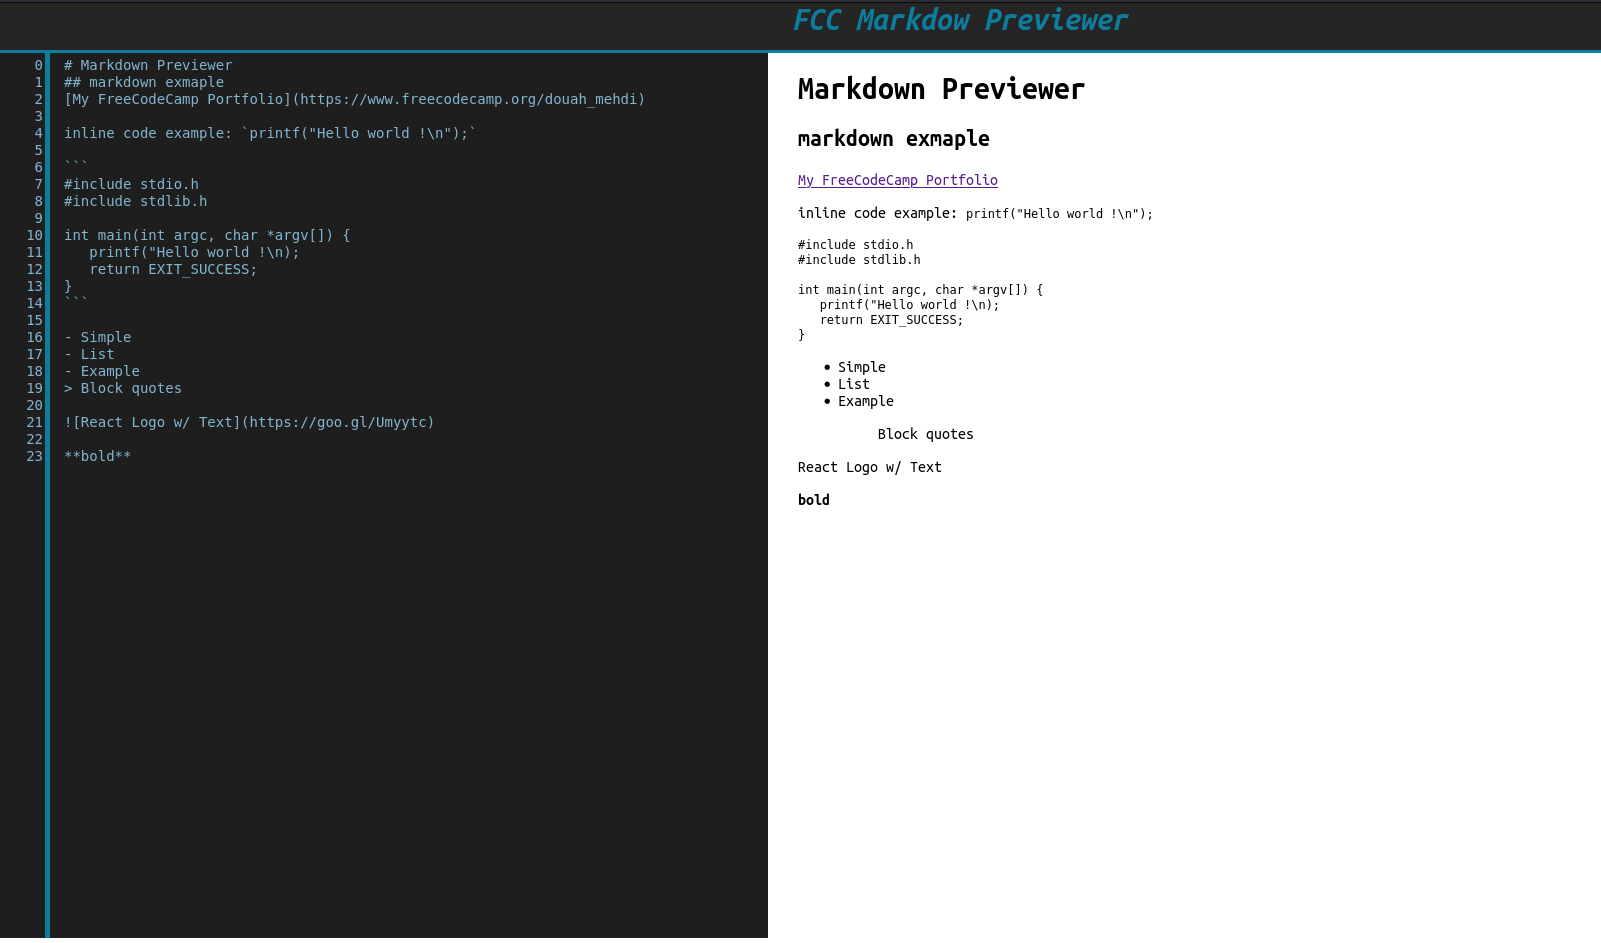 FCC Markdow Previewer
0 # Markdown Previewer
1 ## markdown exmaple
2 [My FreeCodeCamp Portfolio](https://www.freecodecamp.org/douah_mehdi)
3
4 inline code example: `printf("Hello world !\n");`
5
6 ```
7 #include stdio.h
8 #include stdlib.h
9
10 int main(int argc, char *argv[]) {
11    printf("Hello world !\n);
12    return EXIT_SUCCESS;
13 }
14 ```
15
16 - Simple
17 - List
18 - Example
19 > Block quotes
20
21 ![React Logo w/ Text](https://goo.gl/Umyytc)
22
23 **bold**
Markdown Previewer
markdown exmaple
My FreeCodeCamp Portfolio
inline code example: printf("Hello world !\n");
#include stdio.h
#include stdlib.h
int main(int argc, char *argv[]) {
   printf("Hello world !\n);
   return EXIT_SUCCESS;
}
• Simple
• List
• Example
Block quotes
React Logo w/ Text
bold